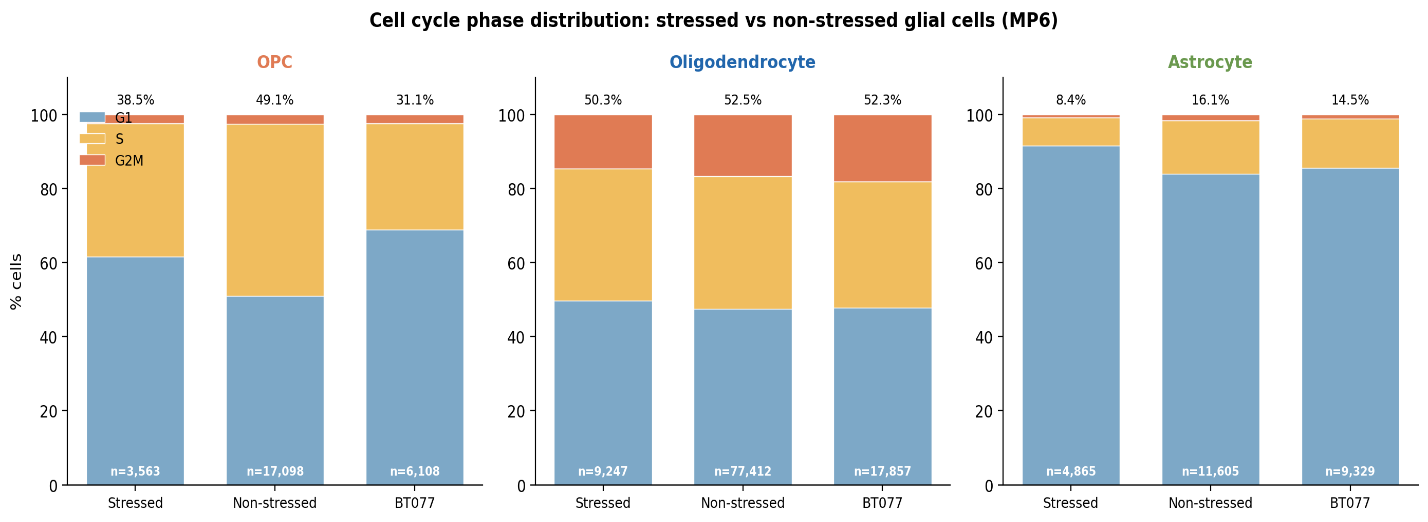 Cell cycle phase distribution: stressed vs non-stressed glial cells (MP6)
OPC
% cells
100
80
60
40
20
0
38.5%
49.1%
31.1%
G1
S
G2M
n=3,563
n=17,098
n=6,108
Stressed
Non-stressed
BT077
Oligodendrocyte
100
80
60
40
20
0
50.3%
52.5%
52.3%
n=9,247
n=77,412
n=17,857
Stressed
Non-stressed
BT077
Astrocyte
100
80
60
40
20
0
8.4%
16.1%
14.5%
n=4,865
n=11,605
n=9,329
Stressed
Non-stressed
BT077